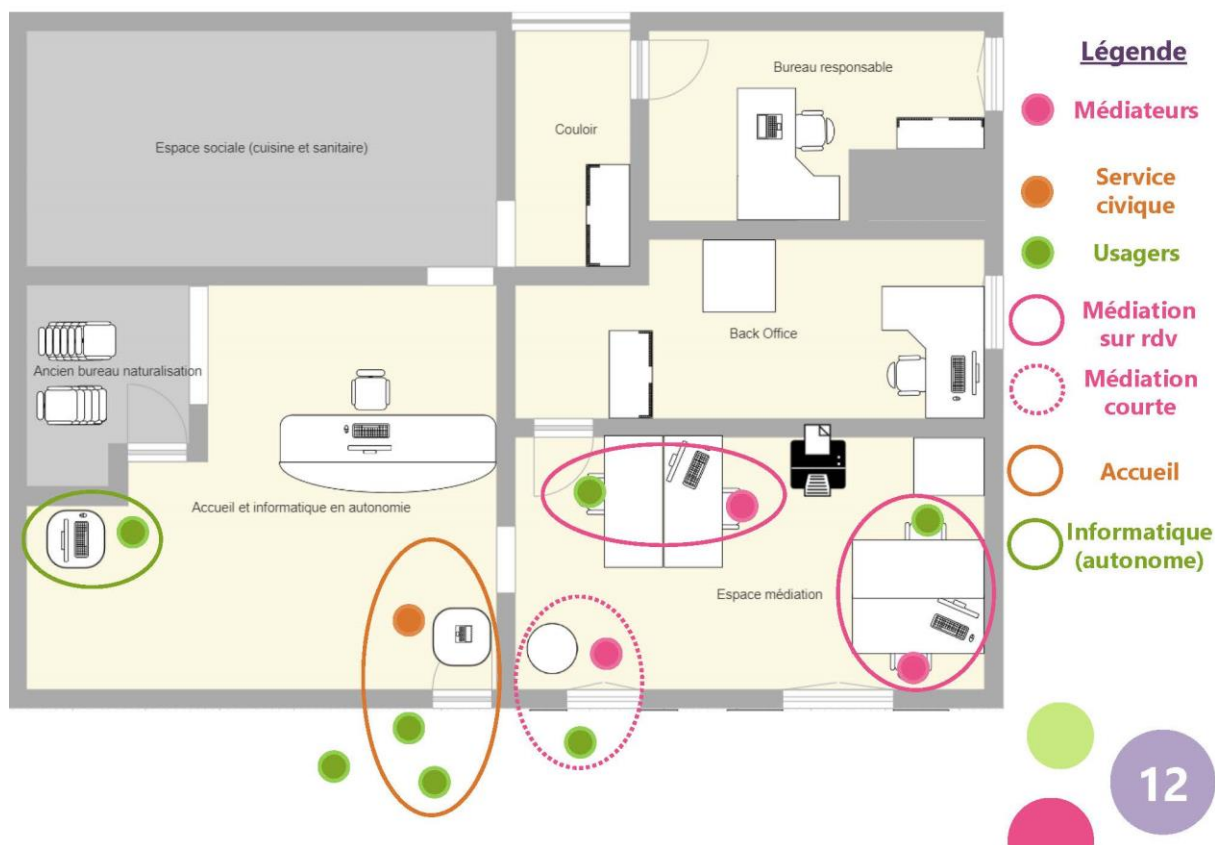 Légende
Médiateurs
Service
civique
Usagers
Médiation
sur rdv
Médiation
courte
Accueil
Informatique
(autonome)
Bureau responsable
Couloir
Espace sociale (cuisine et sanitaire)
Back Office
Ancien bureau naturalisation
Accueil et informatique en autonomie
Espace médiation
12